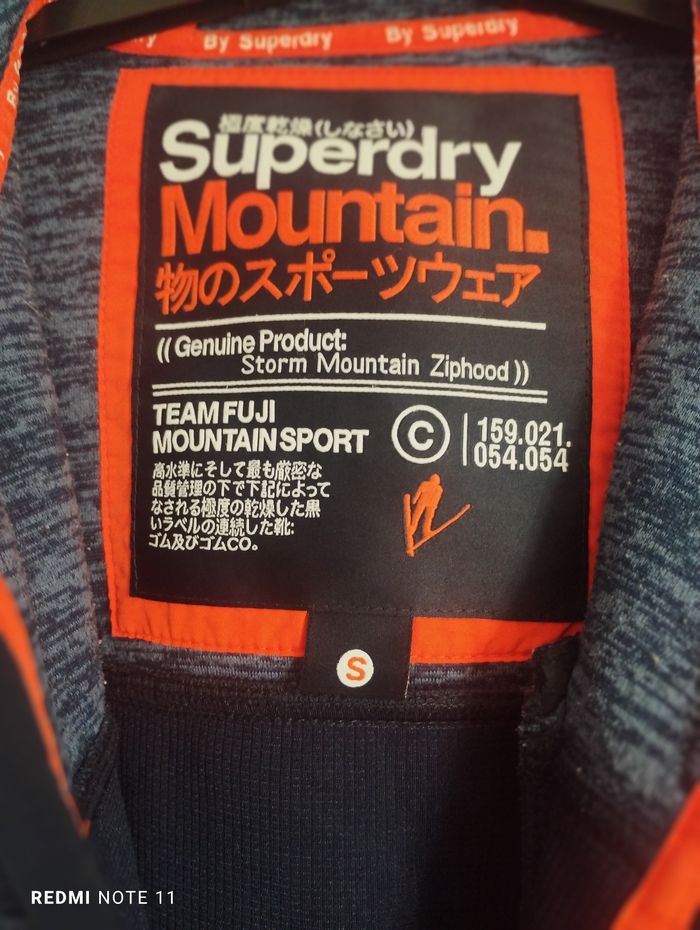 By Superdry By Superdry
極度乾燥(しなさい)
Superdry
Mountain.
物のスポーツウェア
(( Genuine Product:
Storm Mountain Ziphood ))
TEAM FUJI
MOUNTAIN SPORT
© 159.021.
054.054
高水準にそして最も厳密な
品質管理の下で下記によって
なされる極度の乾燥した黒
いラベルの連続した靴:
ゴム及びゴムCO。
S
REDMI NOTE 11